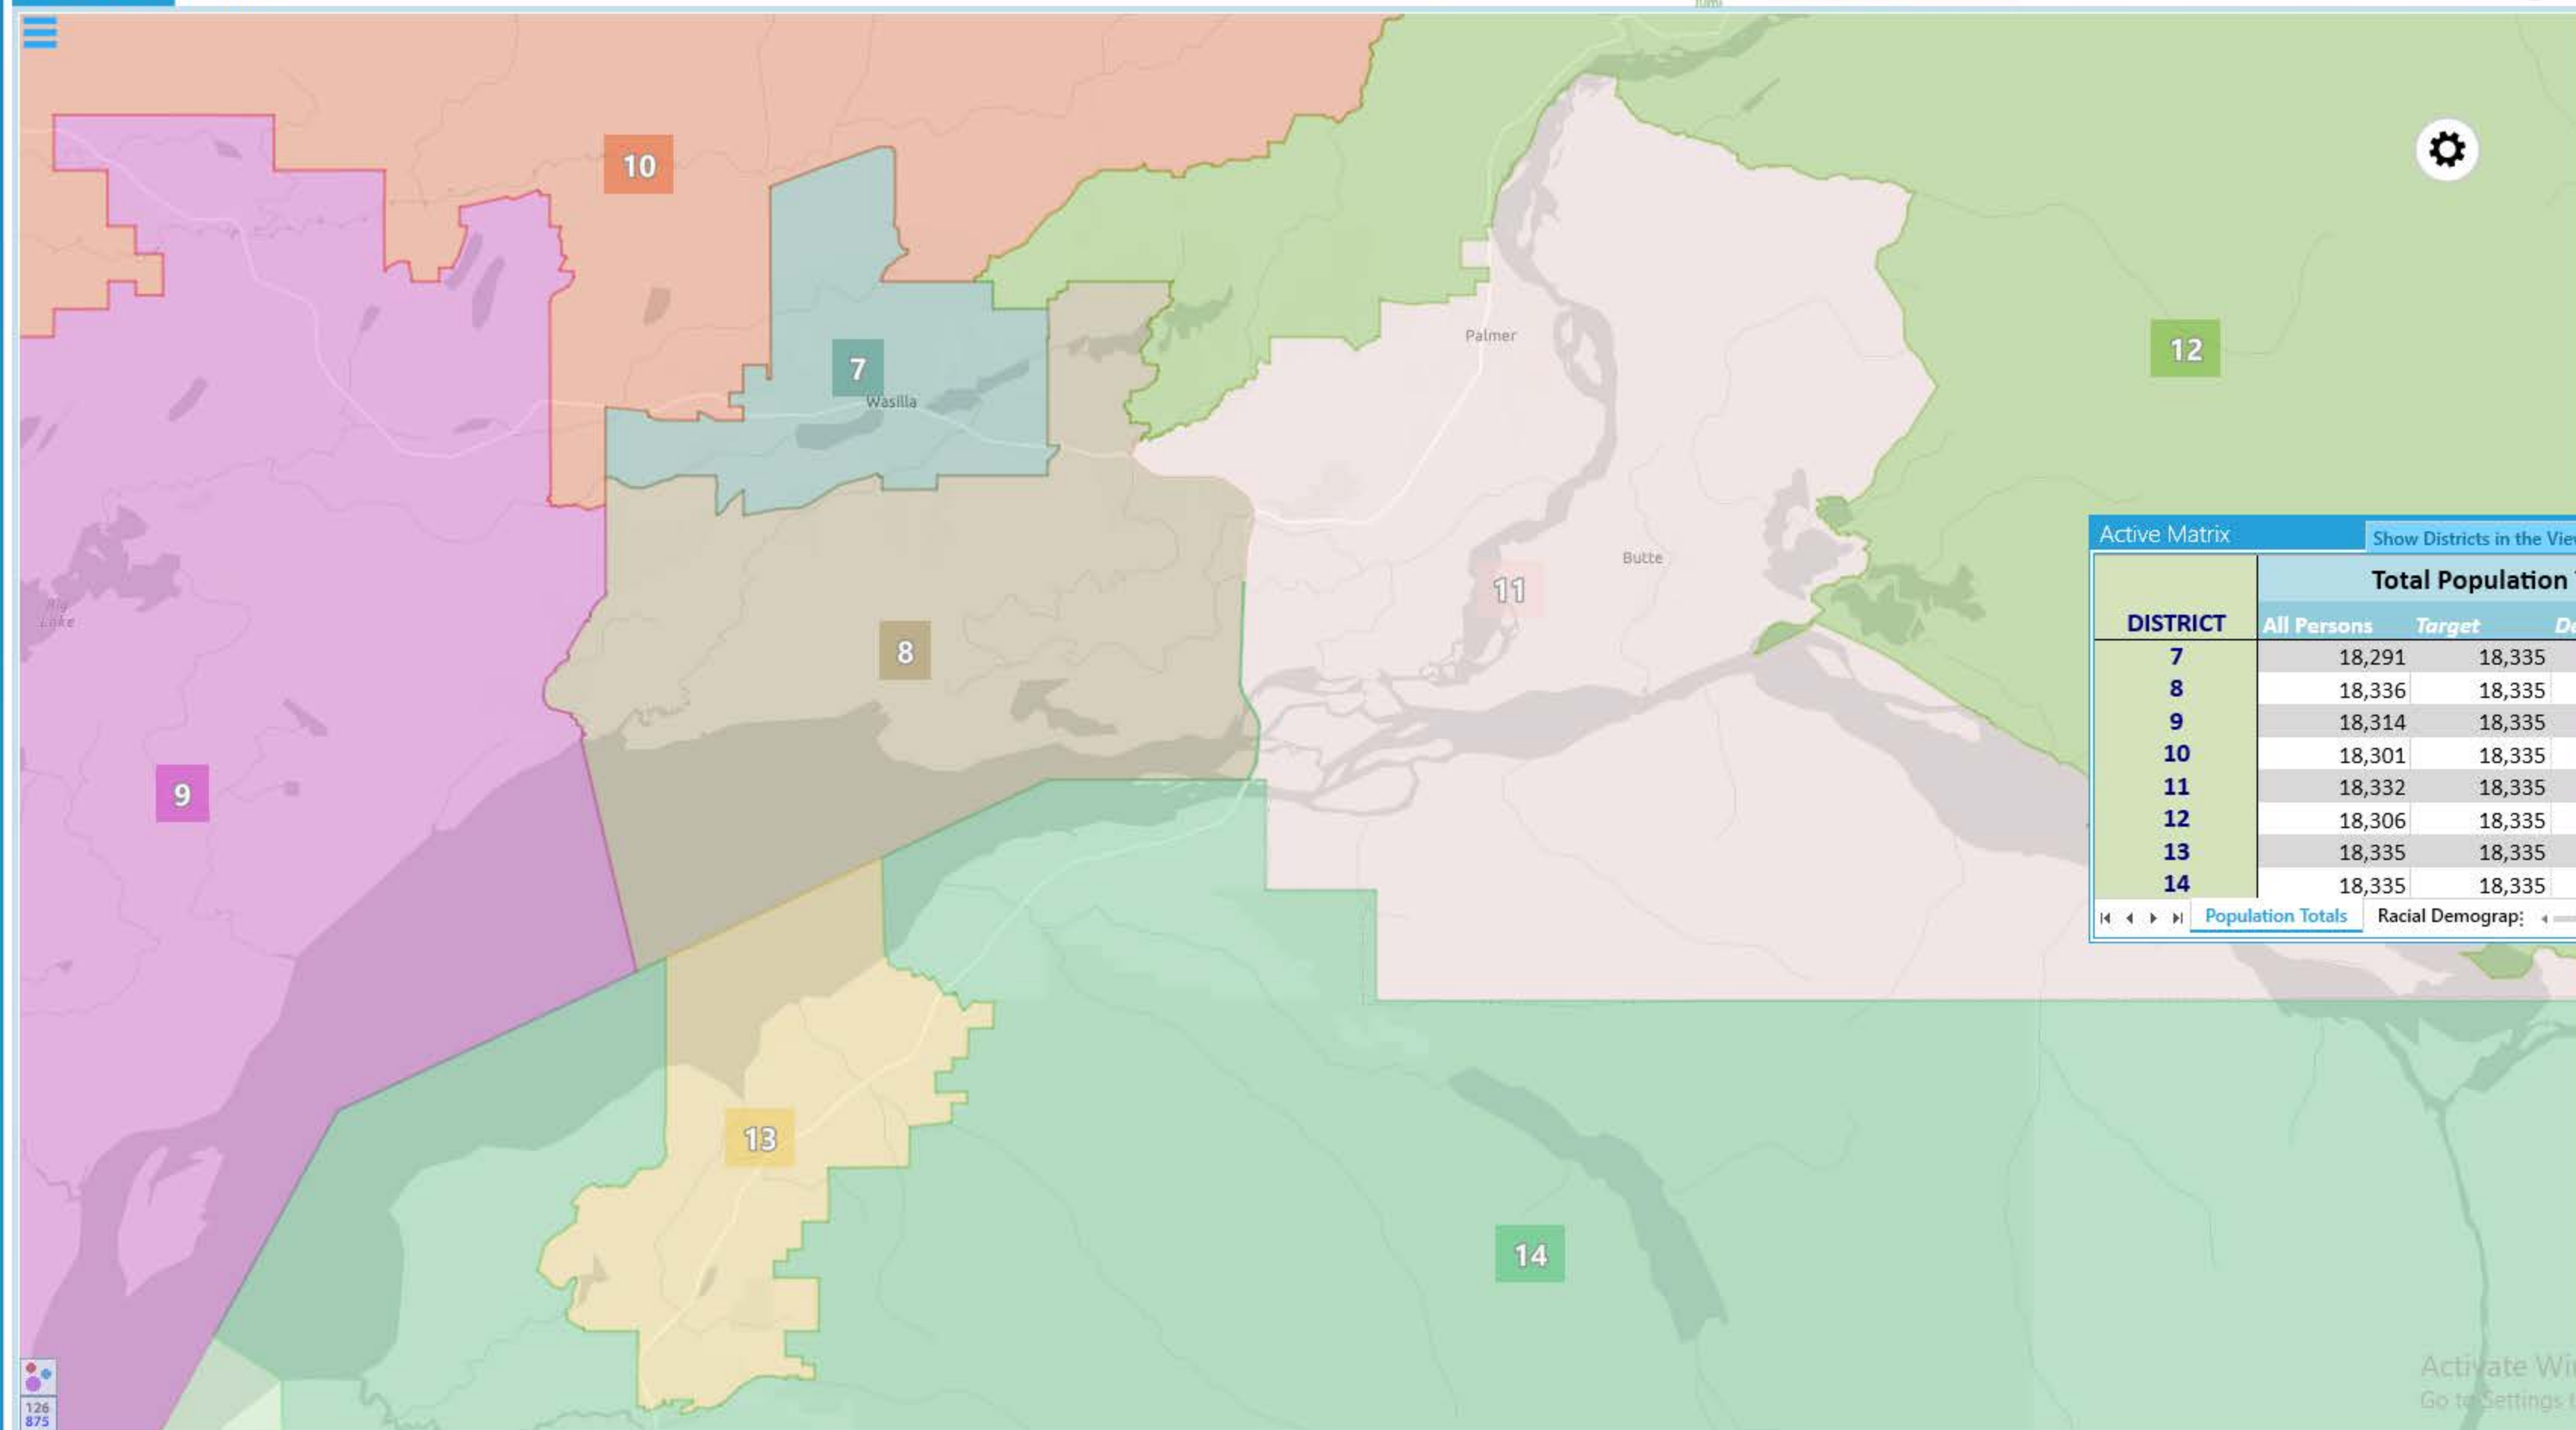 10
12
7
Wasilla
Palmer
Big
Lake
Butte
11
8
9
13
14
Active Matrix
Show Districts in the Vie
Total Population
DISTRICT All Persons Target De
7 18,291 18,335
8 18,336 18,335
9 18,314 18,335
10 18,301 18,335
11 18,332 18,335
12 18,306 18,335
13 18,335 18,335
14 18,335 18,335
Population Totals Racial Demograp
126
875
Activate Wi
Go to Settings t